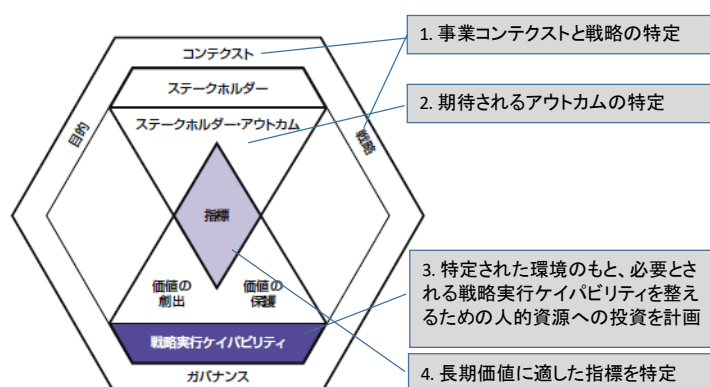 コンテクスト
ステークホルダー
ステークホルダー・アウトカム
目的
戦略
指標
価値の
創出
価値の
保護
戦略実行ケイパビリティ
ガバナンス
1. 事業コンテクストと戦略の特定
2. 期待されるアウトカムの特定
3. 特定された環境のもと、必要とさ
れる戦略実行ケイパビリティを整え
るための人的資源への投資を計画
4. 長期価値に適した指標を特定